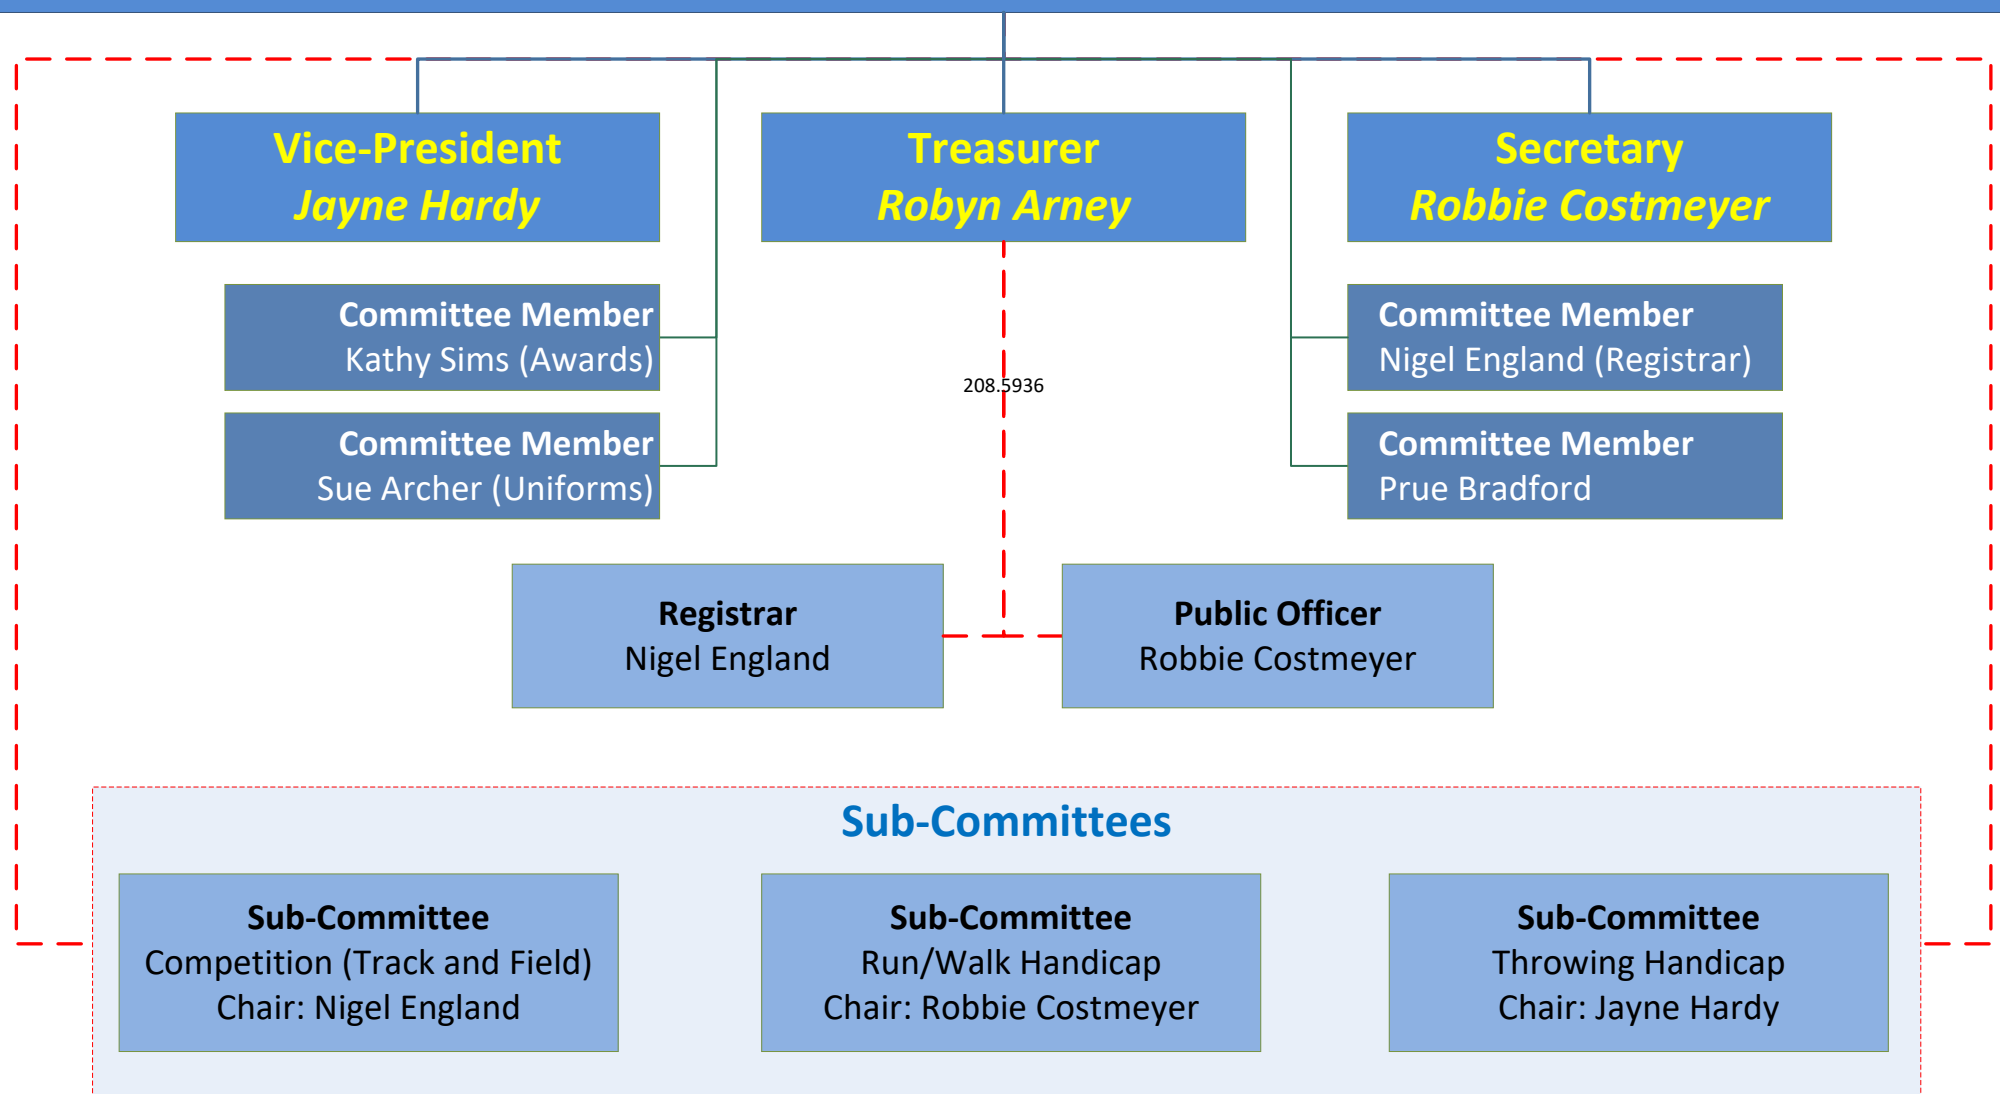 Vice-President
Jayne Hardy
Treasurer
Robyn Arney
Secretary
Robbie Costmeyer
Committee Member
Kathy Sims (Awards)
Committee Member
Nigel England (Registrar)
208.5936
Committee Member
Sue Archer (Uniforms)
Committee Member
Prue Bradford
Registrar
Nigel England
Public Officer
Robbie Costmeyer
Sub-Committees
Sub-Committee
Competition (Track and Field)
Chair: Nigel England
Sub-Committee
Run/Walk Handicap
Chair: Robbie Costmeyer
Sub-Committee
Throwing Handicap
Chair: Jayne Hardy